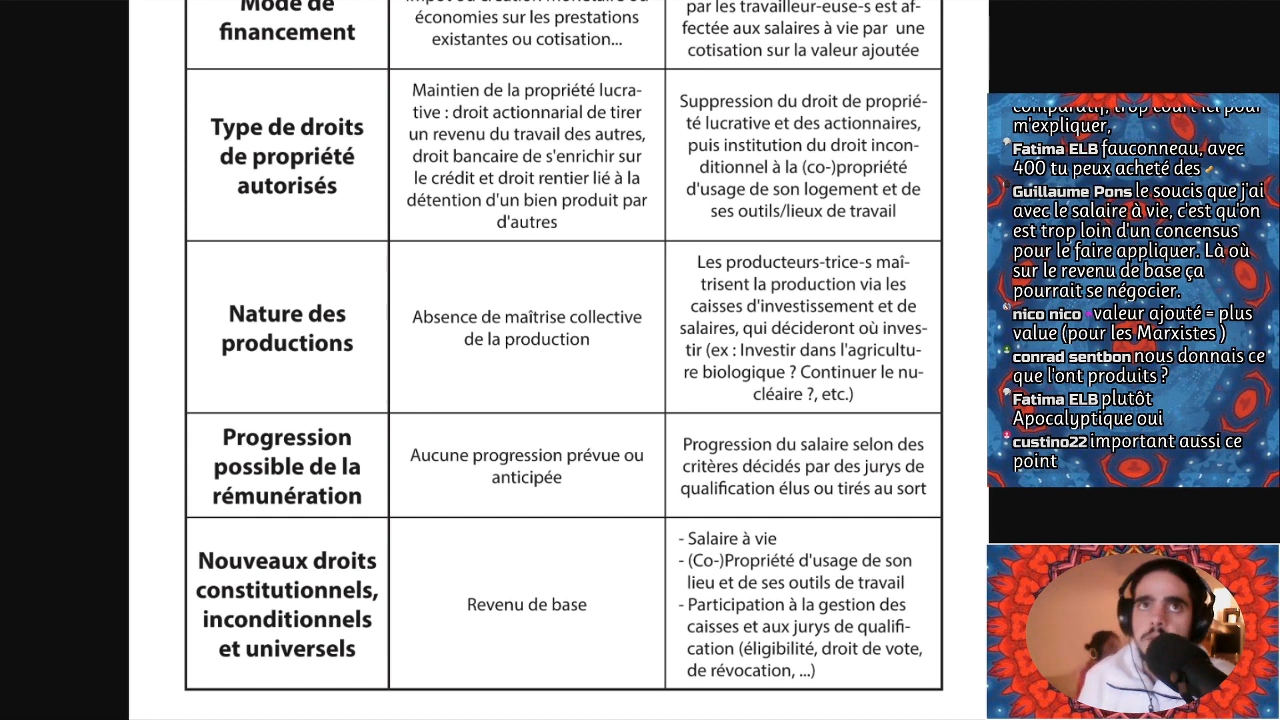 Mode de
financement
impôt ou création monétaire ou
économies sur les prestations
existantes ou cotisation...
par les travailleur-euse-s est af-
fectée aux salaires à vie par une
cotisation sur la valeur ajoutée
Type de droits
de propriété
autorisés
Maintien de la propriété lucra-
tive : droit actionnarial de tirer
un revenu du travail des autres,
droit bancaire de s'enrichir sur
le crédit et droit rentier lié à la
détention d'un bien produit par
d'autres
Suppression du droit de proprié-
té lucrative et des actionnaires,
puis institution du droit incon-
ditionnel à la (co-)propriété
d'usage de son logement et de
ses outils/lieux de travail
Nature des
productions
Absence de maîtrise collective
de la production
Les producteurs-trice-s maî-
trisent la production via les
caisses d'investissement et de
salaires, qui décideront où inves-
tir (ex : Investir dans l'agricultu-
re biologique ? Continuer le nu-
cléaire ?, etc.)
Progression
possible de la
rémunération
Aucune progression prévue ou
anticipée
Progression du salaire selon des
critères décidés par des jurys de
qualification élus ou tirés au sort
Nouveaux droits
constitutionnels,
inconditionnels
et universels
Revenu de base
- Salaire à vie
- (Co-)Propriété d'usage de son
lieu et de ses outils de travail
- Participation à la gestion des
caisses et aux jurys de qualifi-
cation (éligibilité, droit de vote,
de révocation, ...)
comparatif, trop court ici pour
m'expliquer,
Fatima ELB fauconneau, avec
400 tu peux acheté des
Guillaume Pons le soucis que j'ai
avec le salaire à vie, c'est qu'on
est trop loin d'un concensus
pour le faire appliquer. Là où
sur le revenu de base ça
pourrait se négocier.
nico nico valeur ajouté = plus
value (pour les Marxistes )
conrad sentbon nous donnais ce
que l'ont produits ?
Fatima ELB plutôt
Apocalyptique oui
custino22 important aussi ce
point